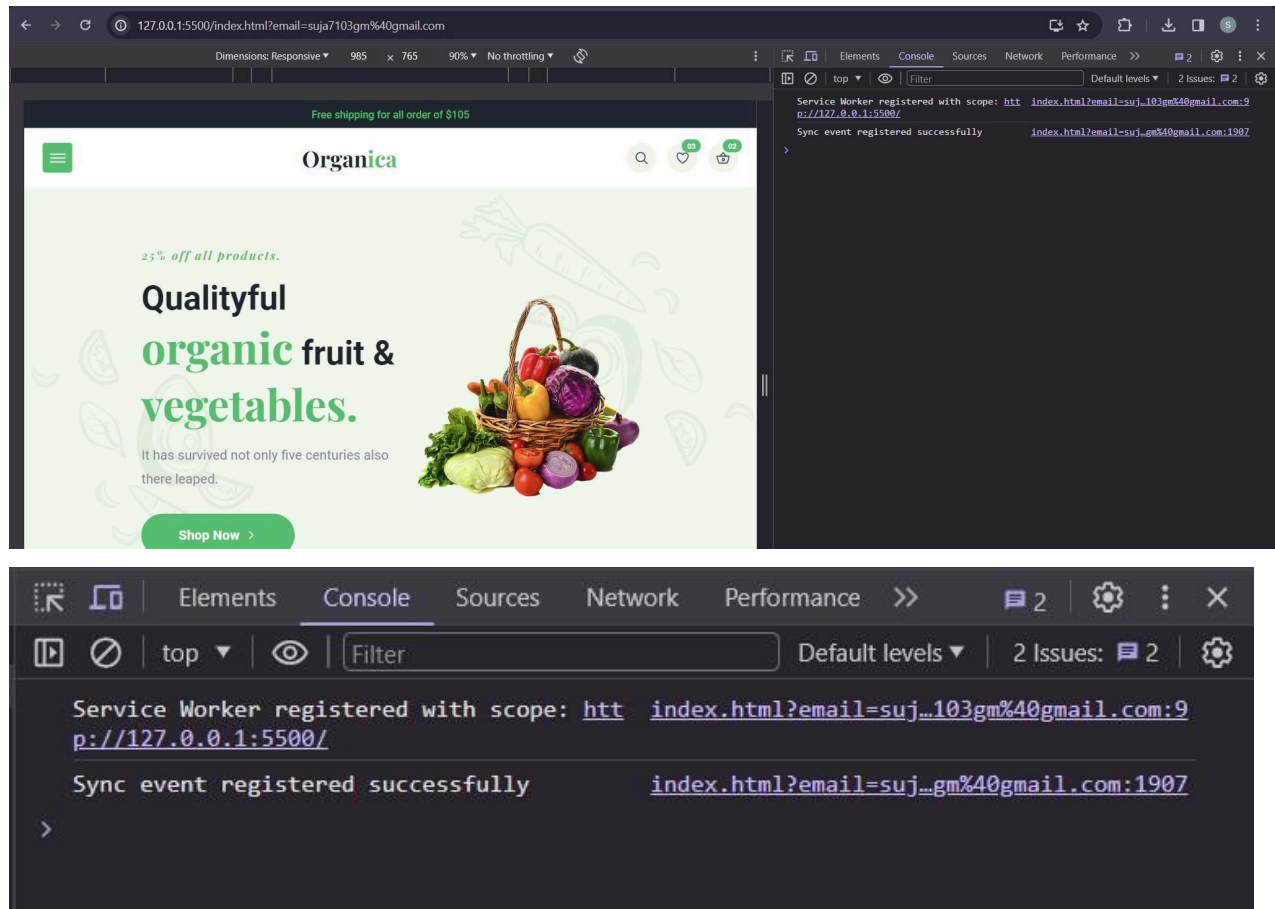 127.0.0.1:5500/index.html?email=suja7103gm%40gmail.com
S
Dimensions: Responsive 985 x 765 90% No throttling
Elements Console Sources Network Performance 2
top Filter Default levels 2 Issues: 2
Free shipping for all order of $105
Organica
03
02
25% off all products.
Qualityful
organic fruit &
vegetables.
It has survived not only five centuries also
there leaped.
Shop Now
Service Worker registered with scope: htt index.html?email=suj…103gm%40gmail.com:9
p://127.0.0.1:5500/
Sync event registered successfully index.html?email=suj…gm%40gmail.com:1907
Elements Console Sources Network Performance 2
top Filter Default levels 2 Issues: 2
Service Worker registered with scope: htt index.html?email=suj…103gm%40gmail.com:9
p://127.0.0.1:5500/
Sync event registered successfully index.html?email=suj…gm%40gmail.com:1907